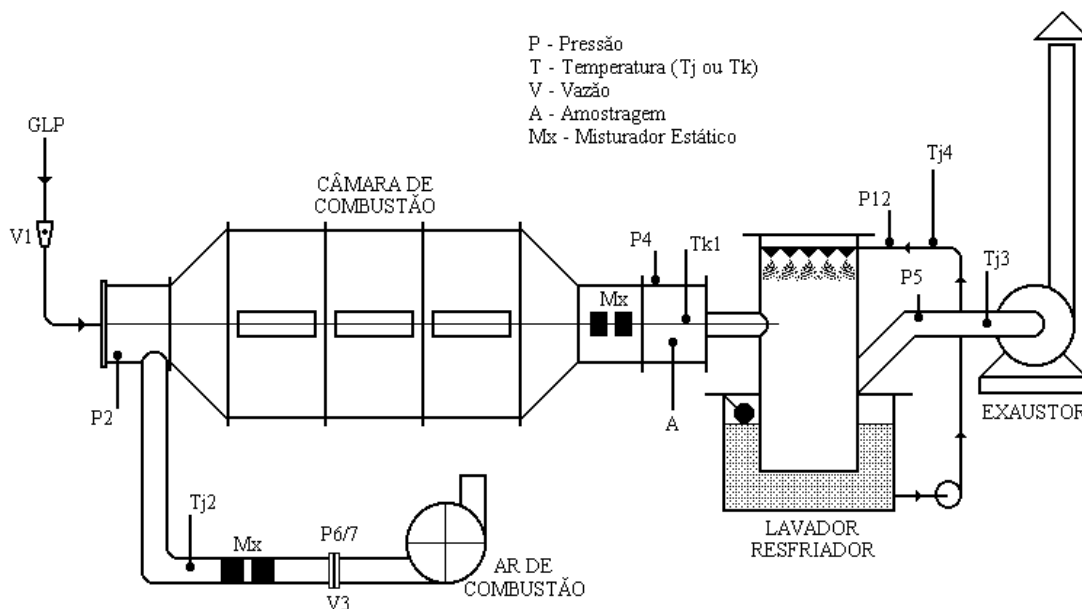 P - Pressão
T - Temperatura (Tj ou Tk)
V - Vazão
A - Amostragem
Mx - Misturador Estático
GLP
V1
CÂMARA DE
COMBUSTÃO
P4
Tk1
Mx
P12
Tj4
P5
Tj3
P2
A
EXAUSTOR
Tj2
Mx
P6/7
V3
AR DE
COMBUSTÃO
LAVADOR
RESFRIADOR